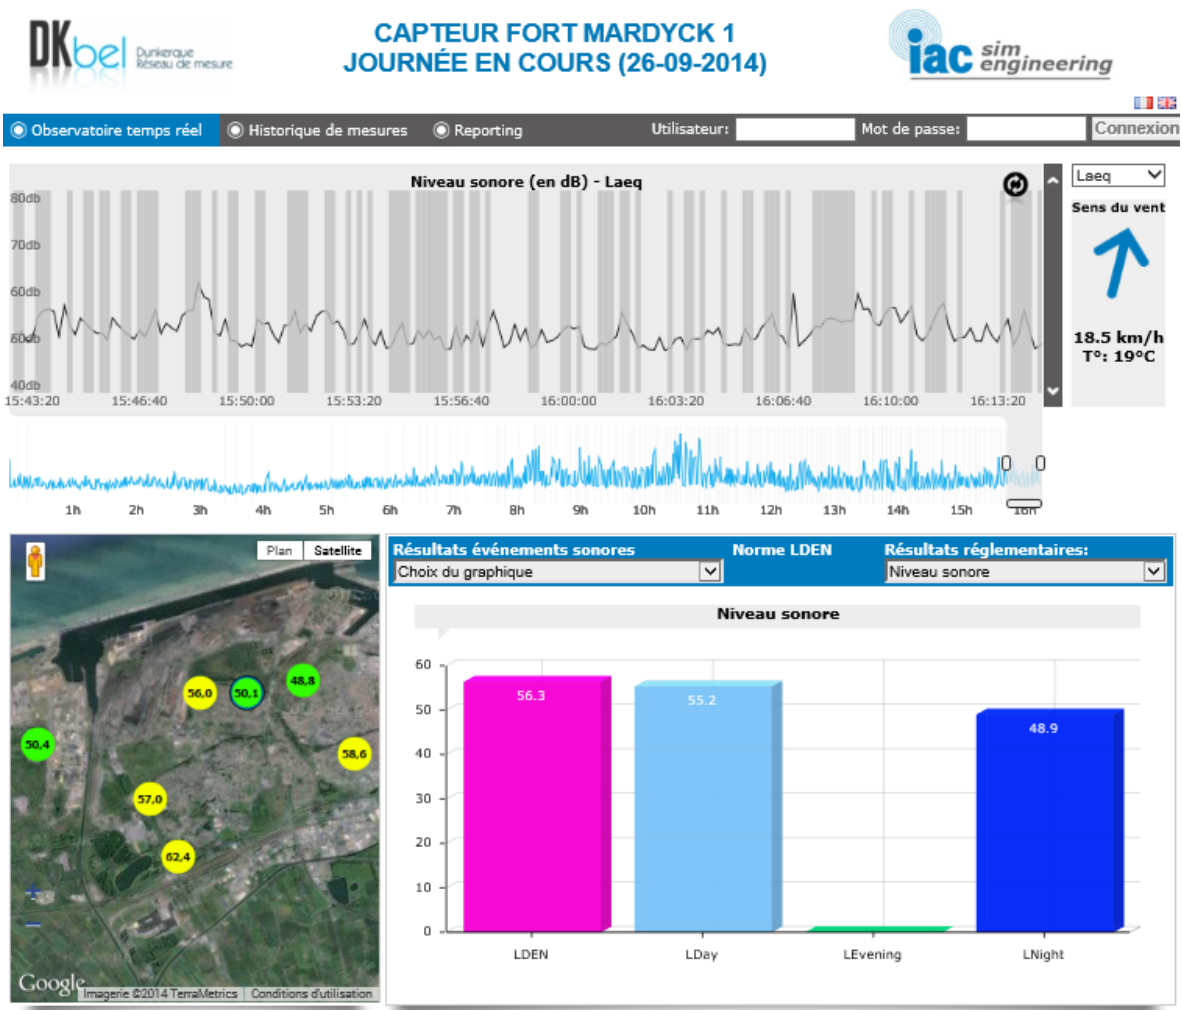 DKbel Dunkerque
Réseau de mesure
CAPTEUR FORT MARDYCK 1
JOURNÉE EN COURS (26-09-2014)
iac sim
engineering
Observatoire temps réel Historique de mesures Reporting Utilisateur: Mot de passe: Connexion
Niveau sonore (en dB) - Laeq
Laeq
Sens du vent
80db
70db
60db
50db
40db
18.5 km/h
T°: 19°C
15:43:20 15:46:40 15:50:00 15:53:20 15:56:40 16:00:00 16:03:20 16:06:40 16:10:00 16:13:20
1h 2h 3h 4h 5h 6h 7h 8h 9h 10h 11h 12h 13h 14h 15h 16h
Plan Satellite
56,0 50,1 48,8
50,4
58,6
57,0
62,4
Google
Imagerie ©2014 TerraMetrics Conditions d'utilisation
Résultats événements sonores Norme LDEN Résultats réglementaires:
Choix du graphique Niveau sonore
Niveau sonore
60
50
40
30
20
10
0
56.3
55.2
48.9
LDEN LDay LEvening LNight